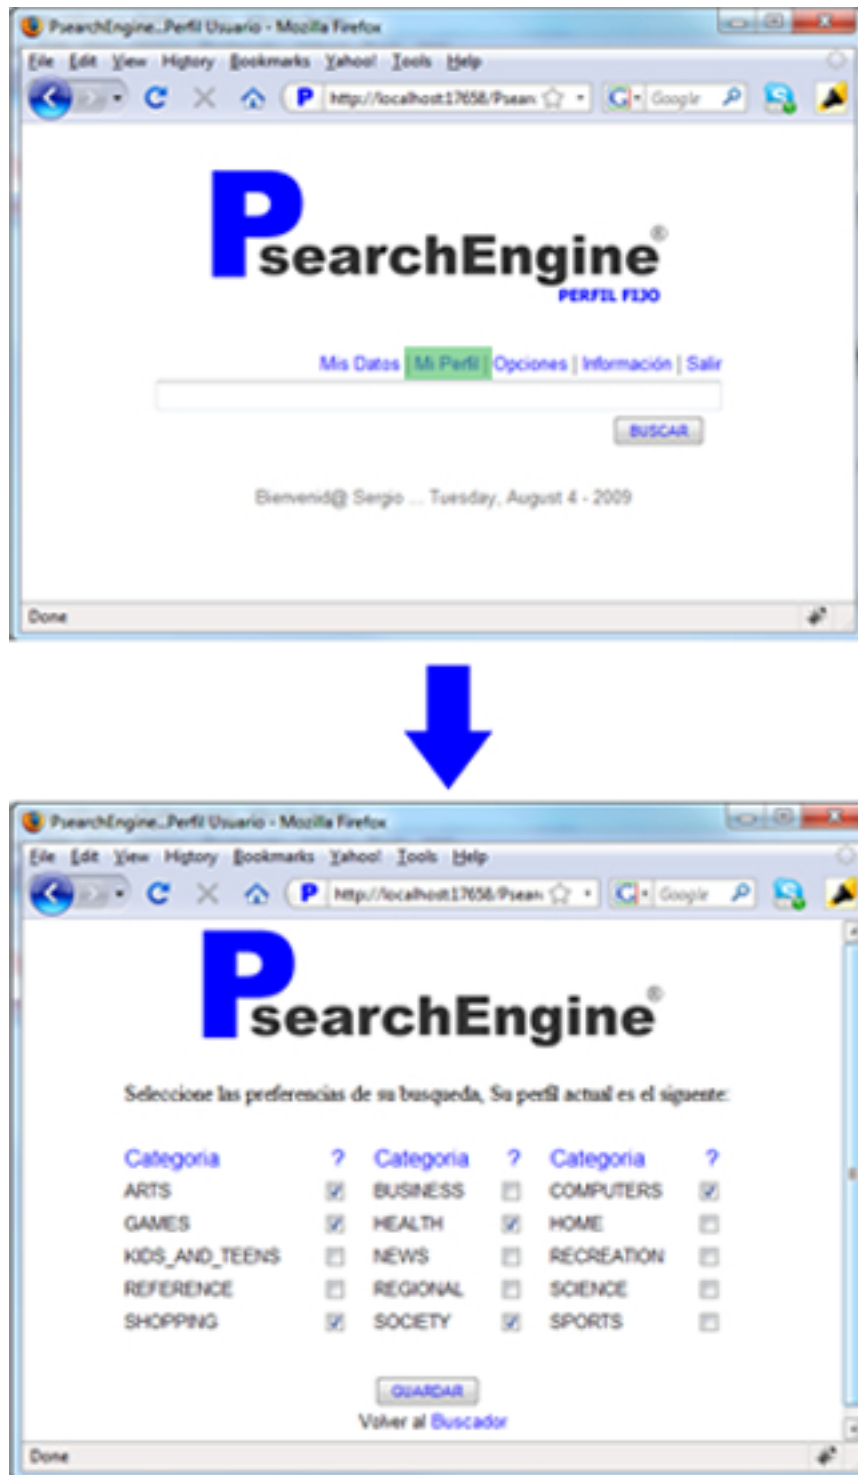 PsearchEngine...Perfil Usuario - Mozilla Firefox
File Edit View History Bookmarks Yahoo! Tools Help
P http://localhost:17658/Psearc G Google
PsearchEngine®
PERFIL FIJO
Mis Datos | Mi Perfil | Opciones | Información | Salir
BUSCAR
Bienvenid@ Sergio ... Tuesday, August 4 - 2009
Done
PsearchEngine...Perfil Usuario - Mozilla Firefox
File Edit View History Bookmarks Yahoo! Tools Help
P http://localhost:17658/Psearc G Google
PsearchEngine®
Seleccione las preferencias de su busqueda, Su perfil actual es el siguente:
Categoria ? Categoria ? Categoria ?
ARTS BUSINESS COMPUTERS
GAMES HEALTH HOME
KIDS_AND_TEENS NEWS RECREATION
REFERENCE REGIONAL SCIENCE
SHOPPING SOCIETY SPORTS
GUARDAR
Volver al Buscador
Done